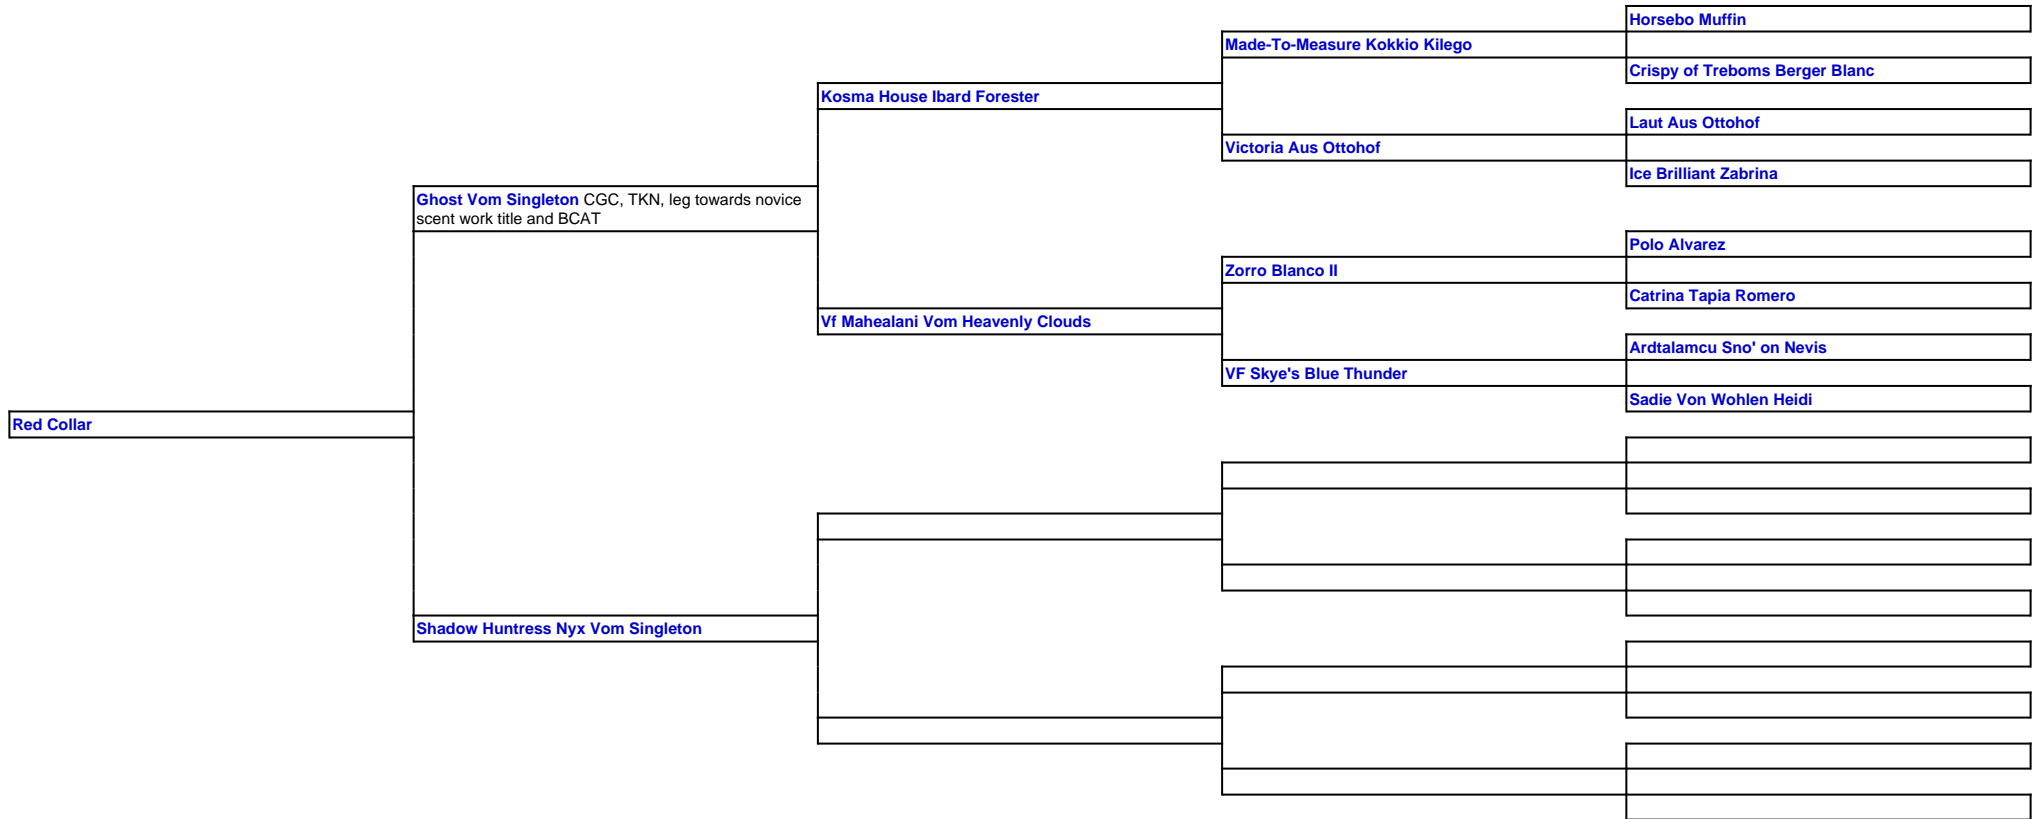 Horsebo Muffin
Made-To-Measure Kokkio Kilego
Crispy of Treboms Berger Blanc
Kosma House Ibard Forester
Laut Aus Ottohof
Victoria Aus Ottohof
Ice Brilliant Zabrina
Ghost Vom Singleton CGC, TKN, leg towards novice
scent work title and BCAT
Polo Alvarez
Zorro Blanco II
Catrina Tapia Romero
Vf Mahealani Vom Heavenly Clouds
Ardtalamcu Sno' on Nevis
VF Skye's Blue Thunder
Sadie Von Wohlen Heidi
Red Collar
Shadow Huntress Nyx Vom Singleton